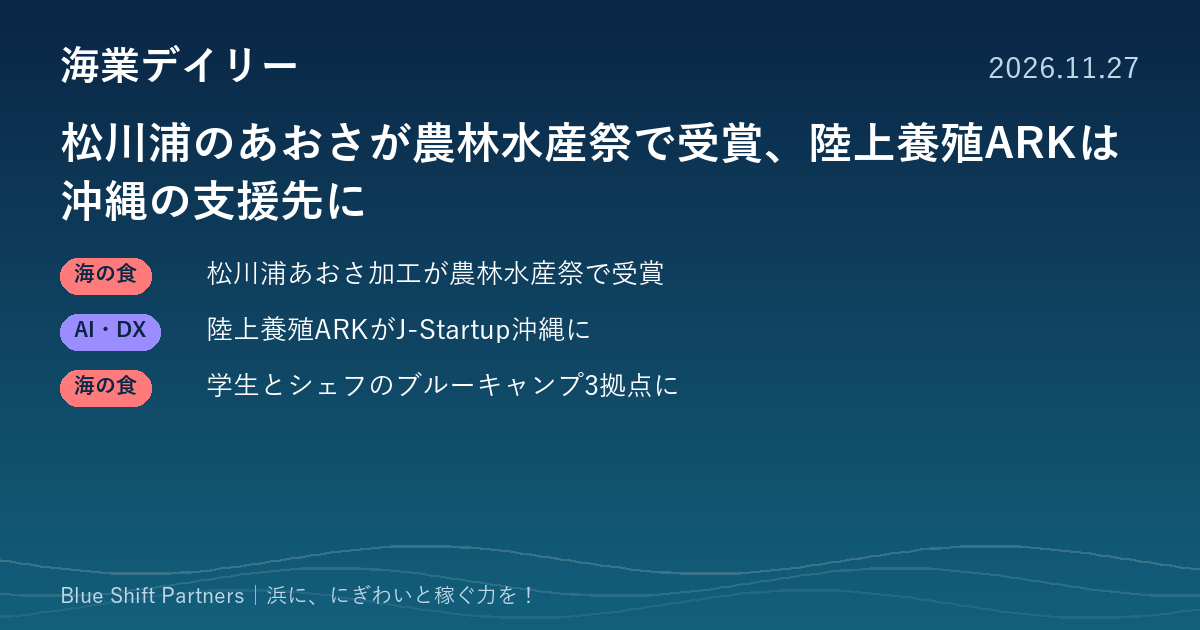 海業デイリー
2026.11.27
松川浦のあおさが農林水産祭で受賞、陸上養殖ARKは
沖縄の支援先に
海の食 松川浦あおさ加工が農林水産祭で受賞
AI・DX 陸上養殖ARKがJ-Startup沖縄に
海の食 学生とシェフのブルーキャンプ3拠点に
Blue Shift Partners｜浜に、にぎわいと稼ぐ力を！